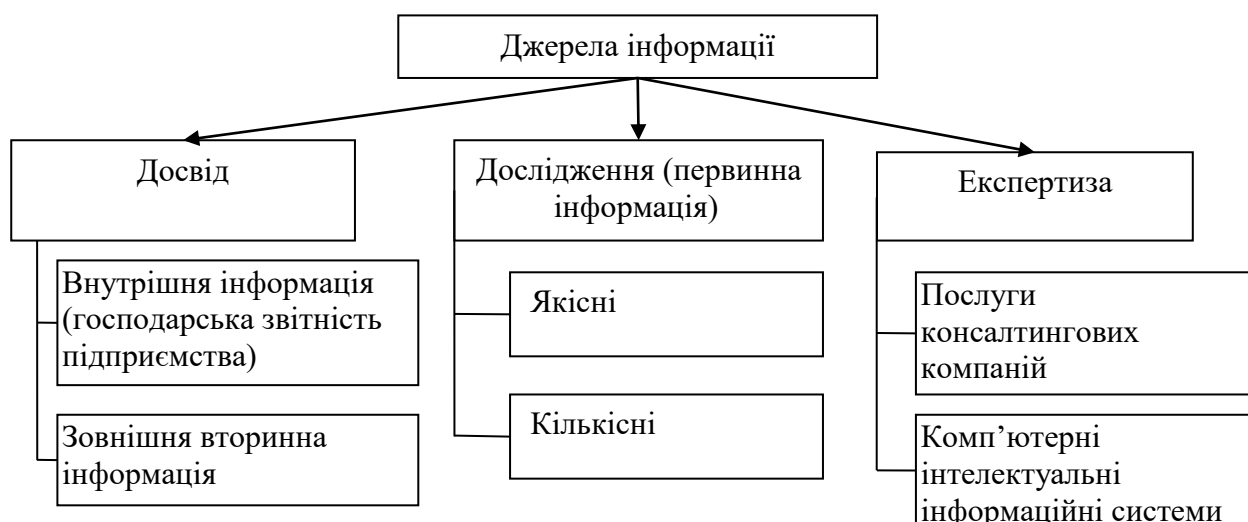 Джерела інформації
Досвід
Внутрішня інформація
(господарська звітність
підприємства)
Зовнішня вторинна
інформація
Дослідження (первинна
інформація)
Якісні
Кількісні
Експертиза
Послуги
консалтингових
компаній
Комп’ютерні
інтелектуальні
інформаційні системи